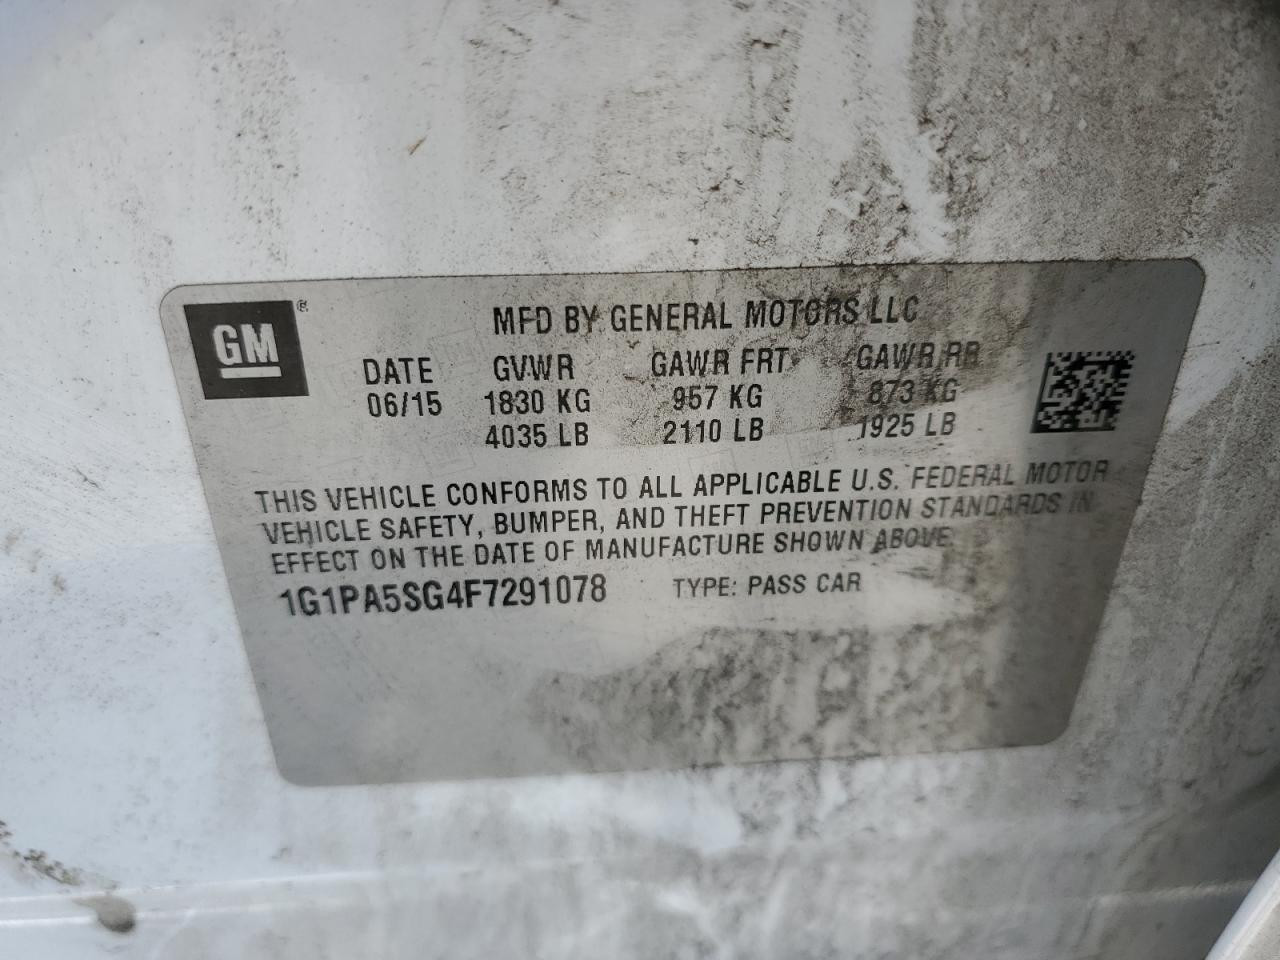 GM ®
MFD BY GENERAL MOTORS LLC
DATE GVWR GAWR FRT GAWR RR
06/15 1830 KG 957 KG 873 KG
4035 LB 2110 LB 1925 LB
THIS VEHICLE CONFORMS TO ALL APPLICABLE U.S. FEDERAL MOTOR
VEHICLE SAFETY, BUMPER, AND THEFT PREVENTION STANDARDS IN
EFFECT ON THE DATE OF MANUFACTURE SHOWN ABOVE.
1G1PA5SG4F7291078 TYPE: PASS CAR